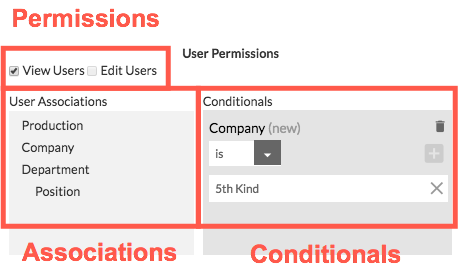 Permissions
User Permissions
View Users Edit Users
User Associations
Production
Company
Department
Position
Conditionals
Company (new)
is
5th Kind
Associations
Conditionals